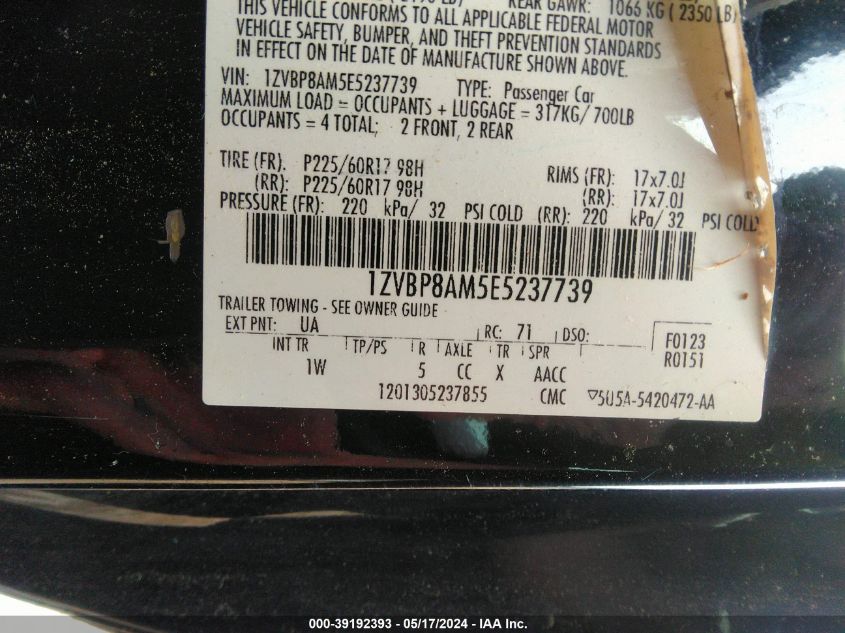 REAR GAWR: 1066 KG ( 2350 LB)
THIS VEHICLE CONFORMS TO ALL APPLICABLE FEDERAL MOTOR
VEHICLE SAFETY, BUMPER, AND THEFT PREVENTION STANDARDS
IN EFFECT ON THE DATE OF MANUFACTURE SHOWN ABOVE.
VIN: 1ZVBP8AM5E5237739 TYPE: Passenger Car
MAXIMUM LOAD = OCCUPANTS + LUGGAGE = 317KG/ 700LB
OCCUPANTS = 4 TOTAL; 2 FRONT, 2 REAR
TIRE (FR). P225/60R17 98H RIMS (FR): 17x7.0J
(RR): P225/60R17 98H (RR): 17x7.0J
PRESSURE (FR): 220 kPa/ 32 PSI COLD (RR): 220 kPa/ 32 PSI COLD
1ZVBP8AM5E5237739
TRAILER TOWING - SEE OWNER GUIDE
EXT PNT: UA RC: 71 DSO: F0123
INT TR TP/PS R AXLE TR SPR R0151
1W 5 CC X AACC
1201305237855 CMC ▽5U5A-5420472-AA
000-39192393 - 05/17/2024 - IAA Inc.